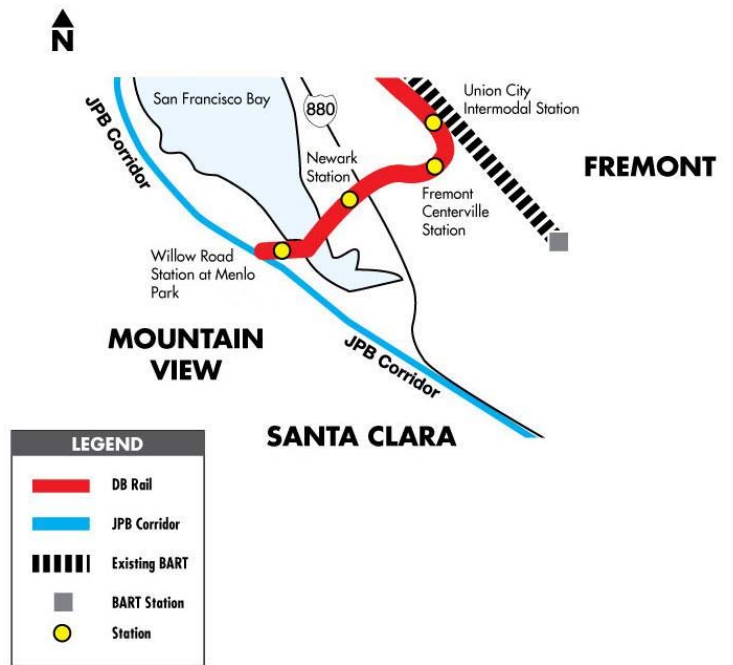 N
San Francisco Bay
880
Union City
Intermodal Station
JPB Corridor
Newark
Station
FREMONT
Fremont
Centerville
Station
Willow Road
Station at Menlo
Park
MOUNTAIN
VIEW
JPB Corridor
SANTA CLARA
LEGEND
DB Rail
JPB Corridor
Existing BART
BART Station
Station